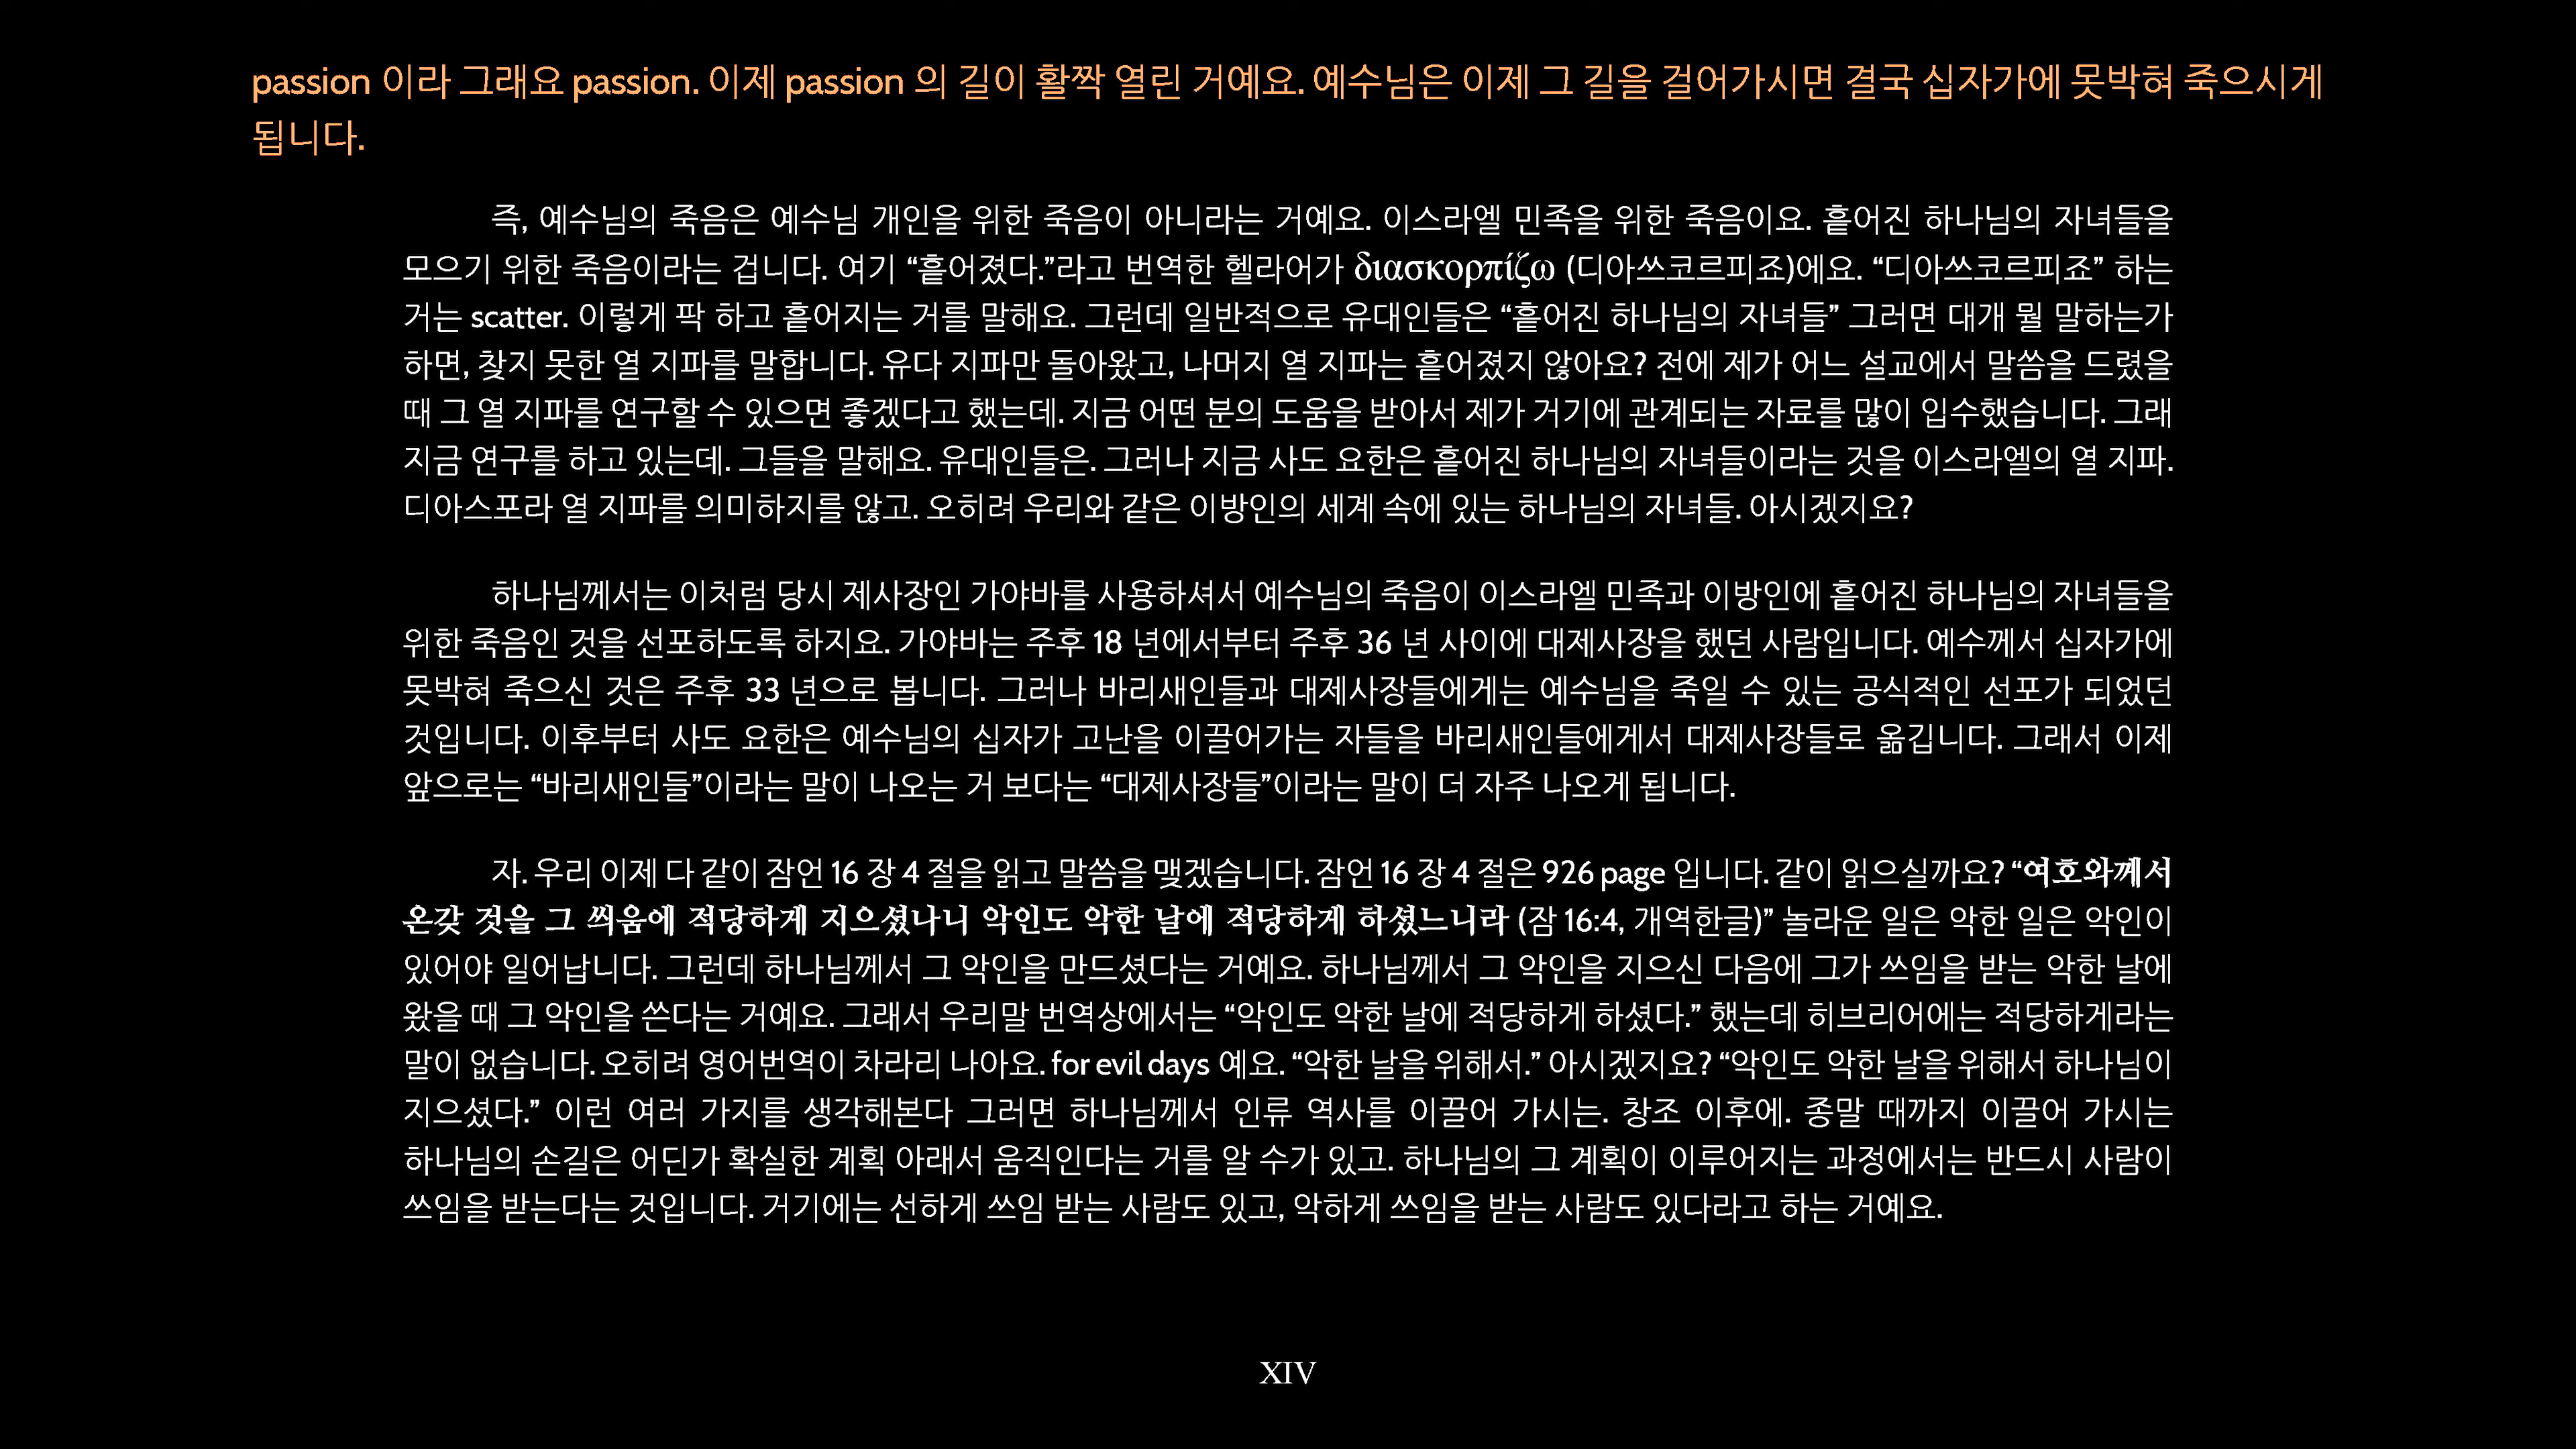 passion 이라 그래요 passion. 이제 passion 의 길이 활짝 열린 거예요. 예수님은 이제 그 길을 걸어가시면 결국 십자가에 못박혀 죽으시게
됩니다.
즉, 예수님의 죽음은 예수님 개인을 위한 죽음이 아니라는 거예요. 이스라엘 민족을 위한 죽음이요. 흩어진 하나님의 자녀들을
모으기 위한 죽음이라는 겁니다. 여기 “흩어졌다.”라고 번역한 헬라어가 διασκορπίζω (디아쓰코르피죠)에요. “디아쓰코르피죠” 하는
거는 scatter. 이렇게 팍 하고 흩어지는 거를 말해요. 그런데 일반적으로 유대인들은 “흩어진 하나님의 자녀들” 그러면 대개 뭘 말하는가
하면, 찾지 못한 열 지파를 말합니다. 유다 지파만 돌아왔고, 나머지 열 지파는 흩어졌지 않아요? 전에 제가 어느 설교에서 말씀을 드렸을
때 그 열 지파를 연구할 수 있으면 좋겠다고 했는데. 지금 어떤 분의 도움을 받아서 제가 거기에 관계되는 자료를 많이 입수했습니다. 그래
지금 연구를 하고 있는데. 그들을 말해요. 유대인들은. 그러나 지금 사도 요한은 흩어진 하나님의 자녀들이라는 것을 이스라엘의 열 지파.
디아스포라 열 지파를 의미하지를 않고. 오히려 우리와 같은 이방인의 세계 속에 있는 하나님의 자녀들. 아시겠지요?
하나님께서는 이처럼 당시 제사장인 가야바를 사용하셔서 예수님의 죽음이 이스라엘 민족과 이방인에 흩어진 하나님의 자녀들을
위한 죽음인 것을 선포하도록 하지요. 가야바는 주후 18 년에서부터 주후 36 년 사이에 대제사장을 했던 사람입니다. 예수께서 십자가에
못박혀 죽으신 것은 주후 33 년으로 봅니다. 그러나 바리새인들과 대제사장들에게는 예수님을 죽일 수 있는 공식적인 선포가 되었던
것입니다. 이후부터 사도 요한은 예수님의 십자가 고난을 이끌어가는 자들을 바리새인들에게서 대제사장들로 옮깁니다. 그래서 이제
앞으로는 “바리새인들”이라는 말이 나오는 거 보다는 “대제사장들”이라는 말이 더 자주 나오게 됩니다.
자. 우리 이제 다 같이 잠언 16 장 4 절을 읽고 말씀을 맺겠습니다. 잠언 16 장 4 절은 926 page 입니다. 같이 읽으실까요? “여호와께서
온갖 것을 그 씌움에 적당하게 지으셨나니 악인도 악한 날에 적당하게 하셨느니라 (잠 16:4, 개역한글)” 놀라운 일은 악한 일은 악인이
있어야 일어납니다. 그런데 하나님께서 그 악인을 만드셨다는 거예요. 하나님께서 그 악인을 지으신 다음에 그가 쓰임을 받는 악한 날에
왔을 때 그 악인을 쓴다는 거예요. 그래서 우리말 번역상에서는 “악인도 악한 날에 적당하게 하셨다.” 했는데 히브리어에는 적당하게라는
말이 없습니다. 오히려 영어번역이 차라리 나아요. for evil days 예요. “악한 날을 위해서.” 아시겠지요? “악인도 악한 날을 위해서 하나님이
지으셨다.” 이런 여러 가지를 생각해본다 그러면 하나님께서 인류 역사를 이끌어 가시는. 창조 이후에. 종말 때까지 이끌어 가시는
하나님의 손길은 어딘가 확실한 계획 아래서 움직인다는 거를 알 수가 있고. 하나님의 그 계획이 이루어지는 과정에서는 반드시 사람이
쓰임을 받는다는 것입니다. 거기에는 선하게 쓰임 받는 사람도 있고, 악하게 쓰임을 받는 사람도 있다라고 하는 거예요.
XIV